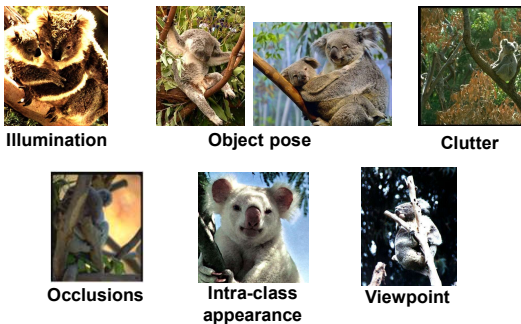 Illumination
Object pose
Clutter
Occlusions
Intra-class
appearance
Viewpoint